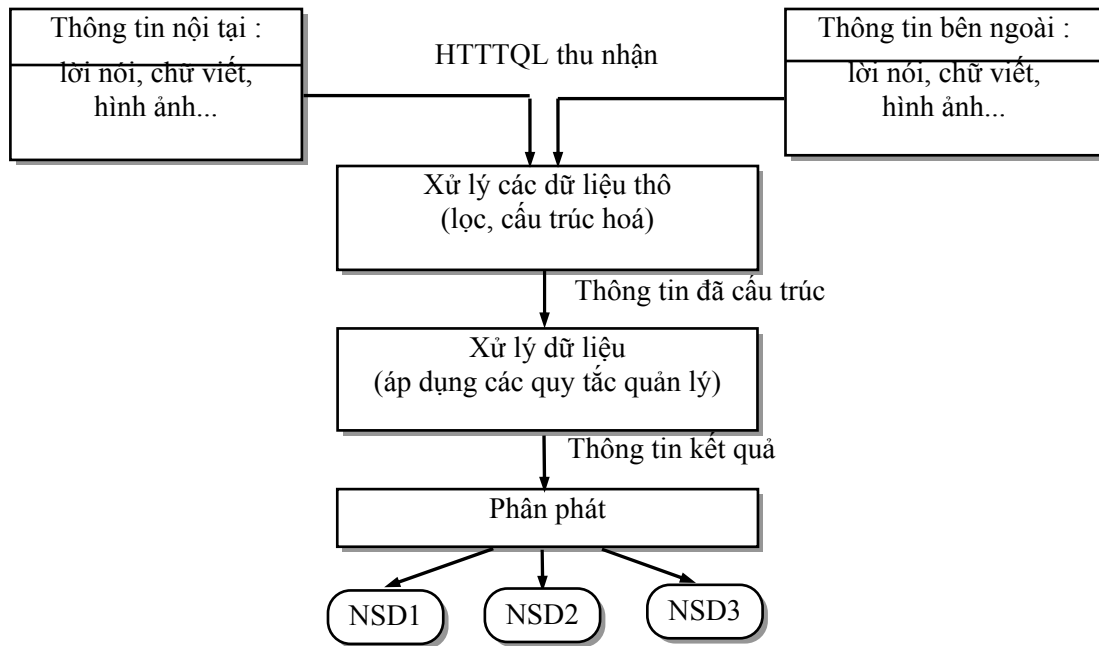 Thông tin nội tại :
lời nói, chữ viết,
hình ảnh...
HTTTQL thu nhận
Thông tin bên ngoài :
lời nói, chữ viết,
hình ảnh...
Xử lý các dữ liệu thô
(lọc, cấu trúc hoá)
Thông tin đã cấu trúc
Xử lý dữ liệu
(áp dụng các quy tắc quản lý)
Thông tin kết quả
Phân phát
NSD1
NSD2
NSD3